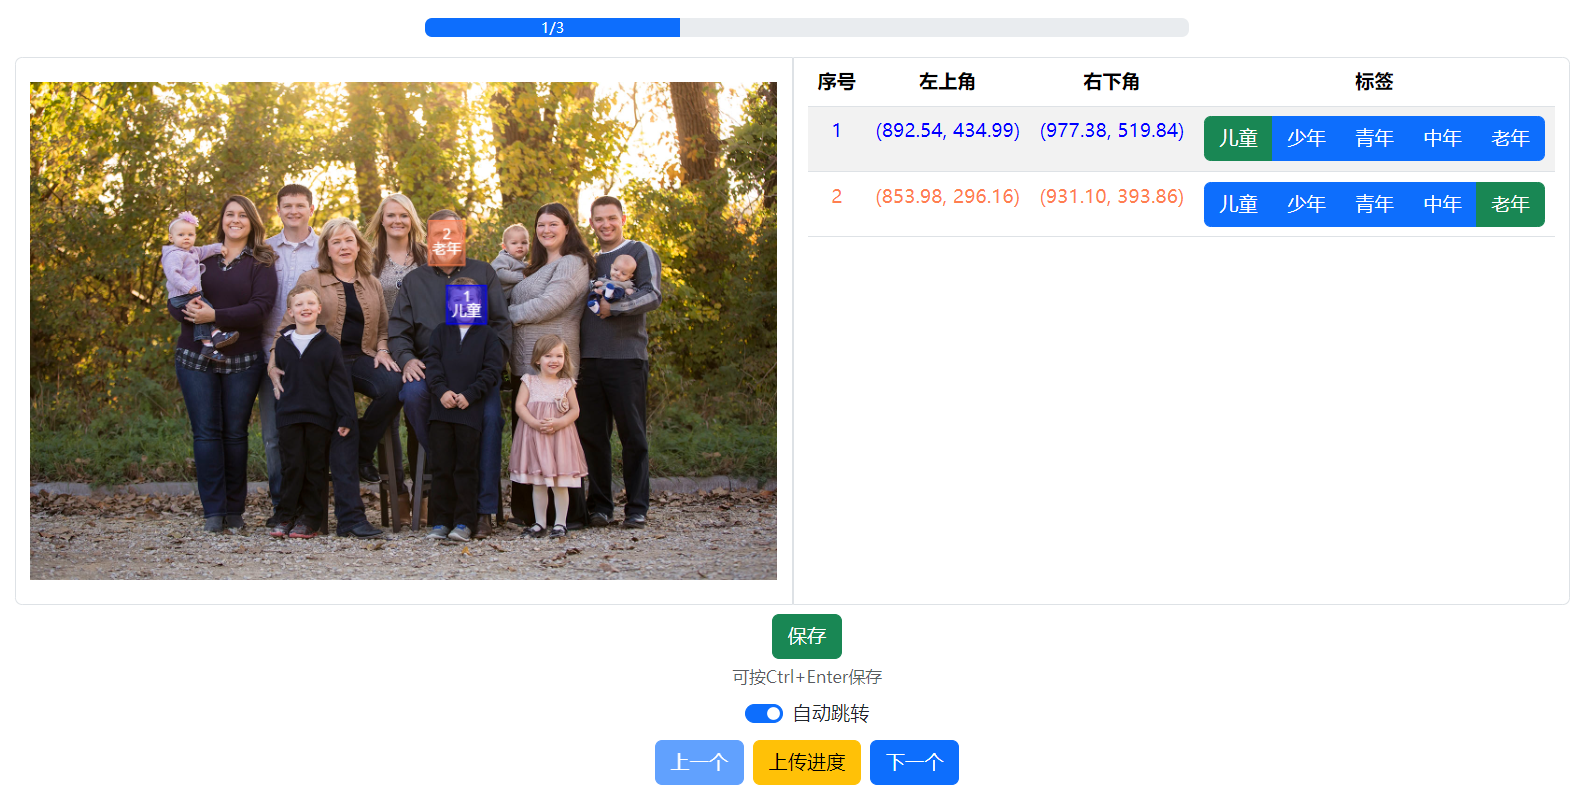 1/3
2
老年
1
儿童
序号 左上角 右下角 标签
1 (892.54, 434.99) (977.38, 519.84) 儿童 少年 青年 中年 老年
2 (853.98, 296.16) (931.10, 393.86) 儿童 少年 青年 中年 老年
保存
可按Ctrl+Enter保存
自动跳转
上一个 上传进度 下一个